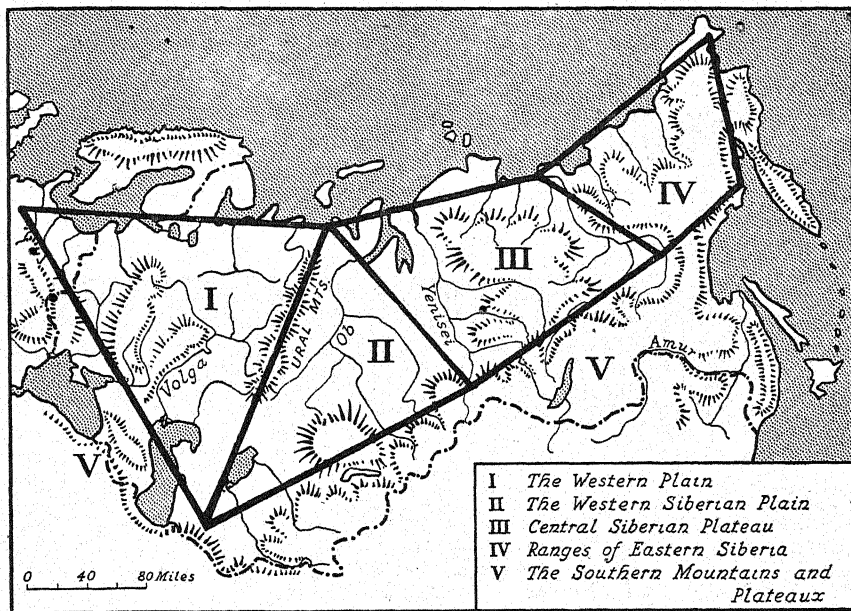 I
II
III
IV
V
V
URAL MTS.
Ob
Volga
Yenisei
Amur
I The Western Plain
II The Western Siberian Plain
III Central Siberian Plateau
IV Ranges of Eastern Siberia
V The Southern Mountains and
Plateaux
0 40 80 Miles